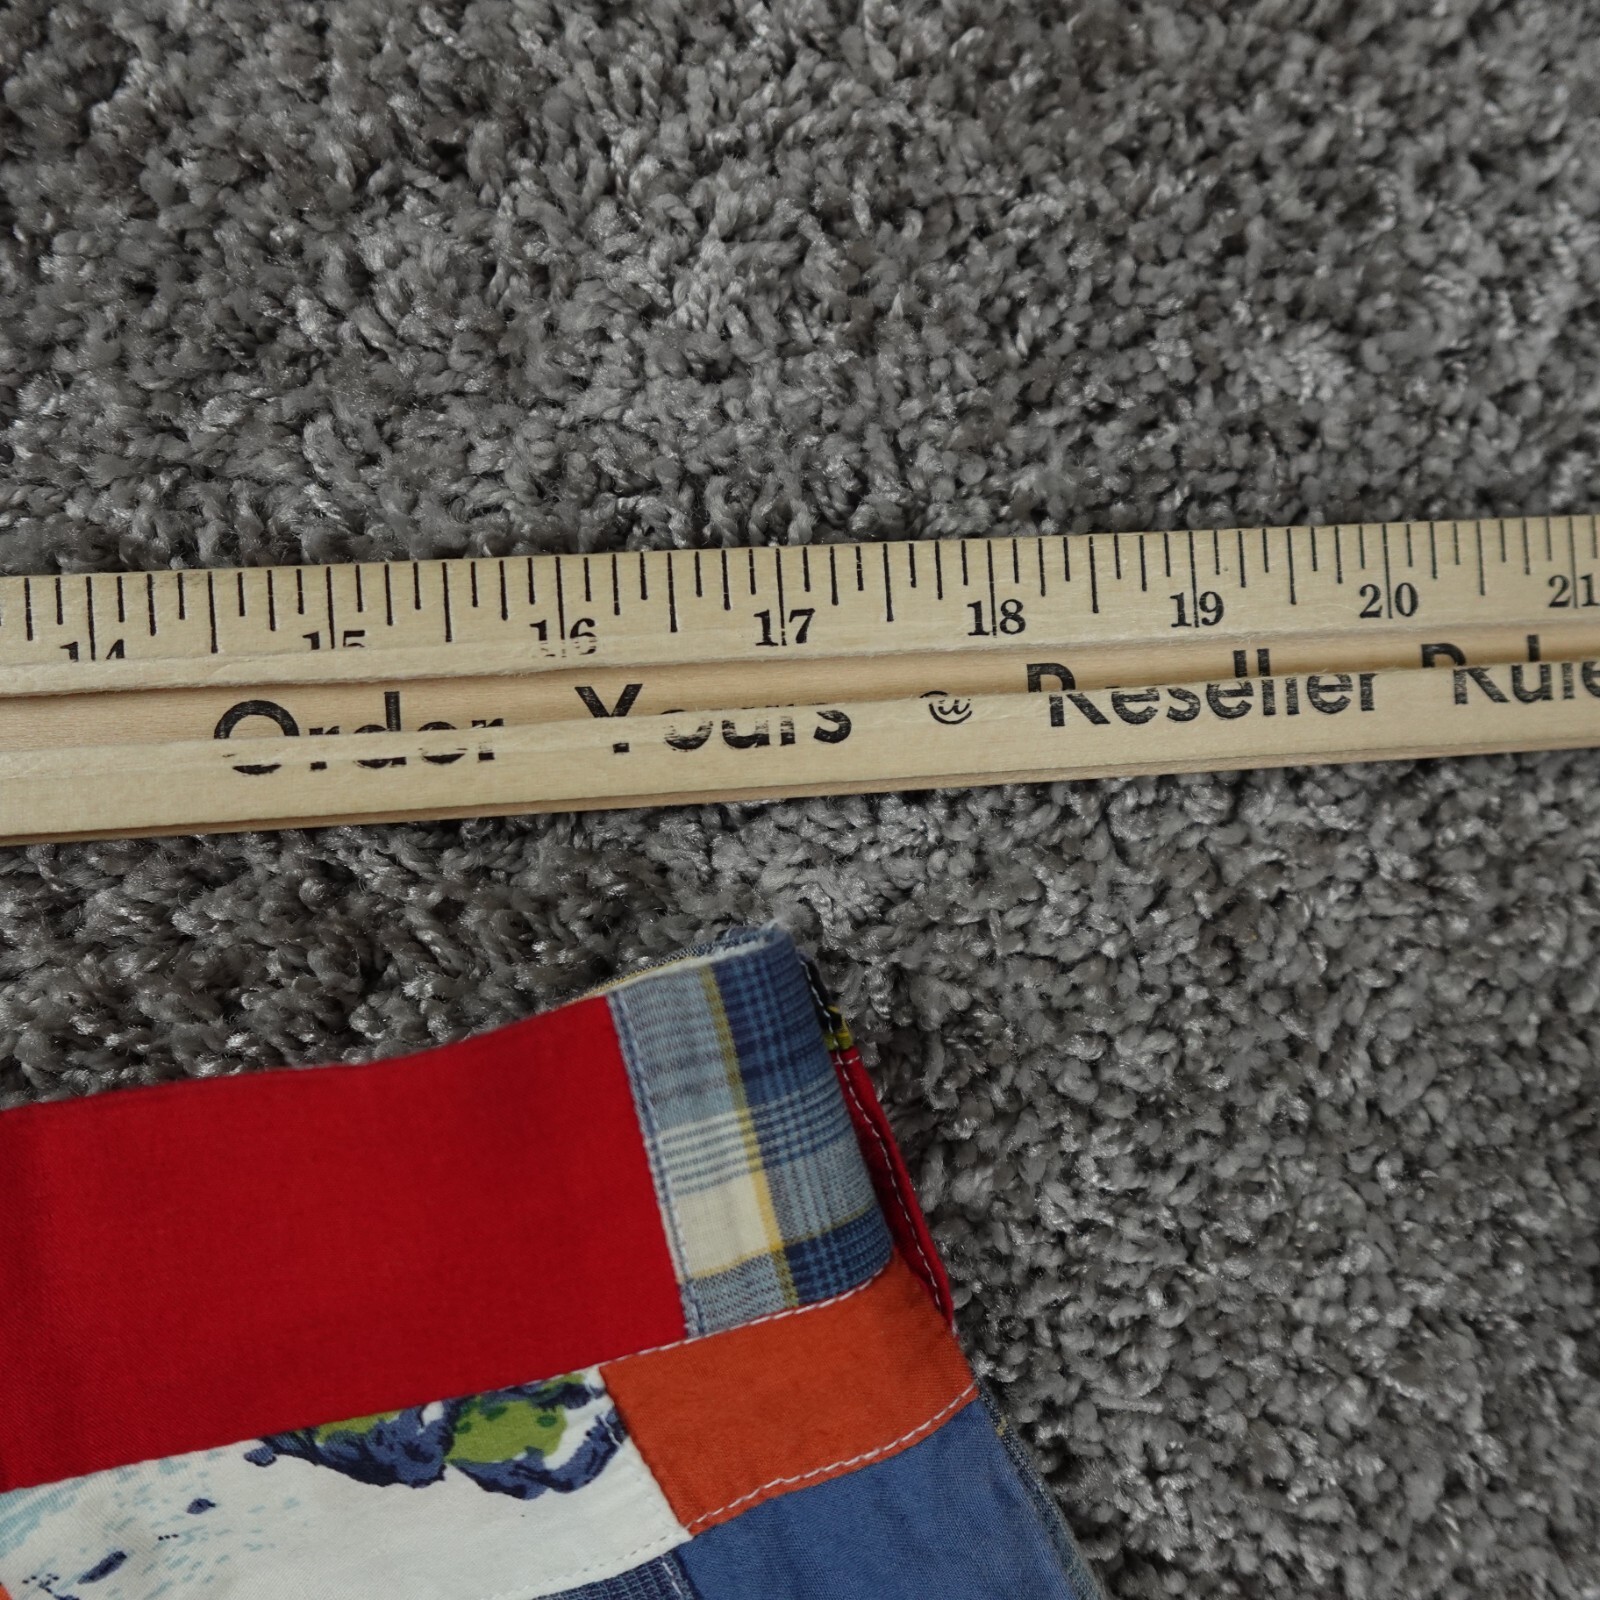 14 15 16 17 18 19 20 21
Order Yours @ Reseller Rule